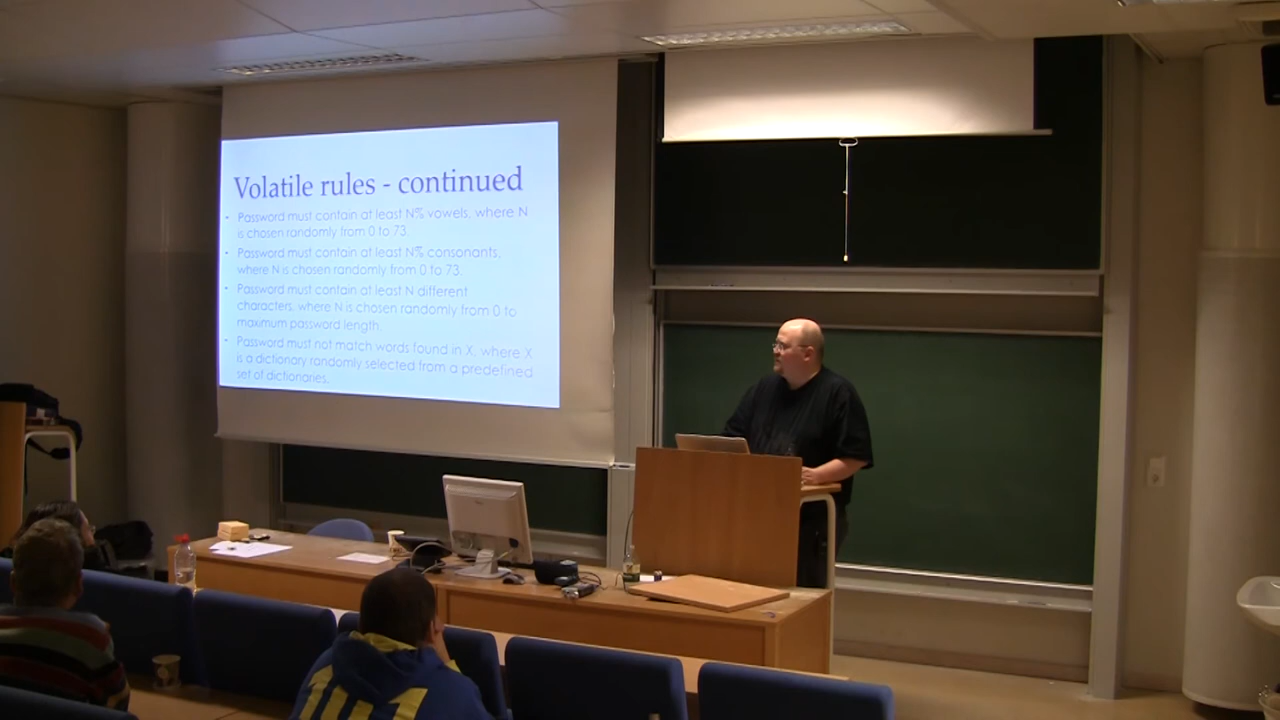 Volatile rules - continued
• Password must contain at least N% vowels, where N
is chosen randomly from 0 to 73.
• Password must contain at least N% consonants,
where N is chosen randomly from 0 to 73.
• Password must contain at least N different
characters, where N is chosen randomly from 0 to
maximum password length.
• Password must not match words found in X, where X
is a dictionary randomly selected from a predefined
set of dictionaries.